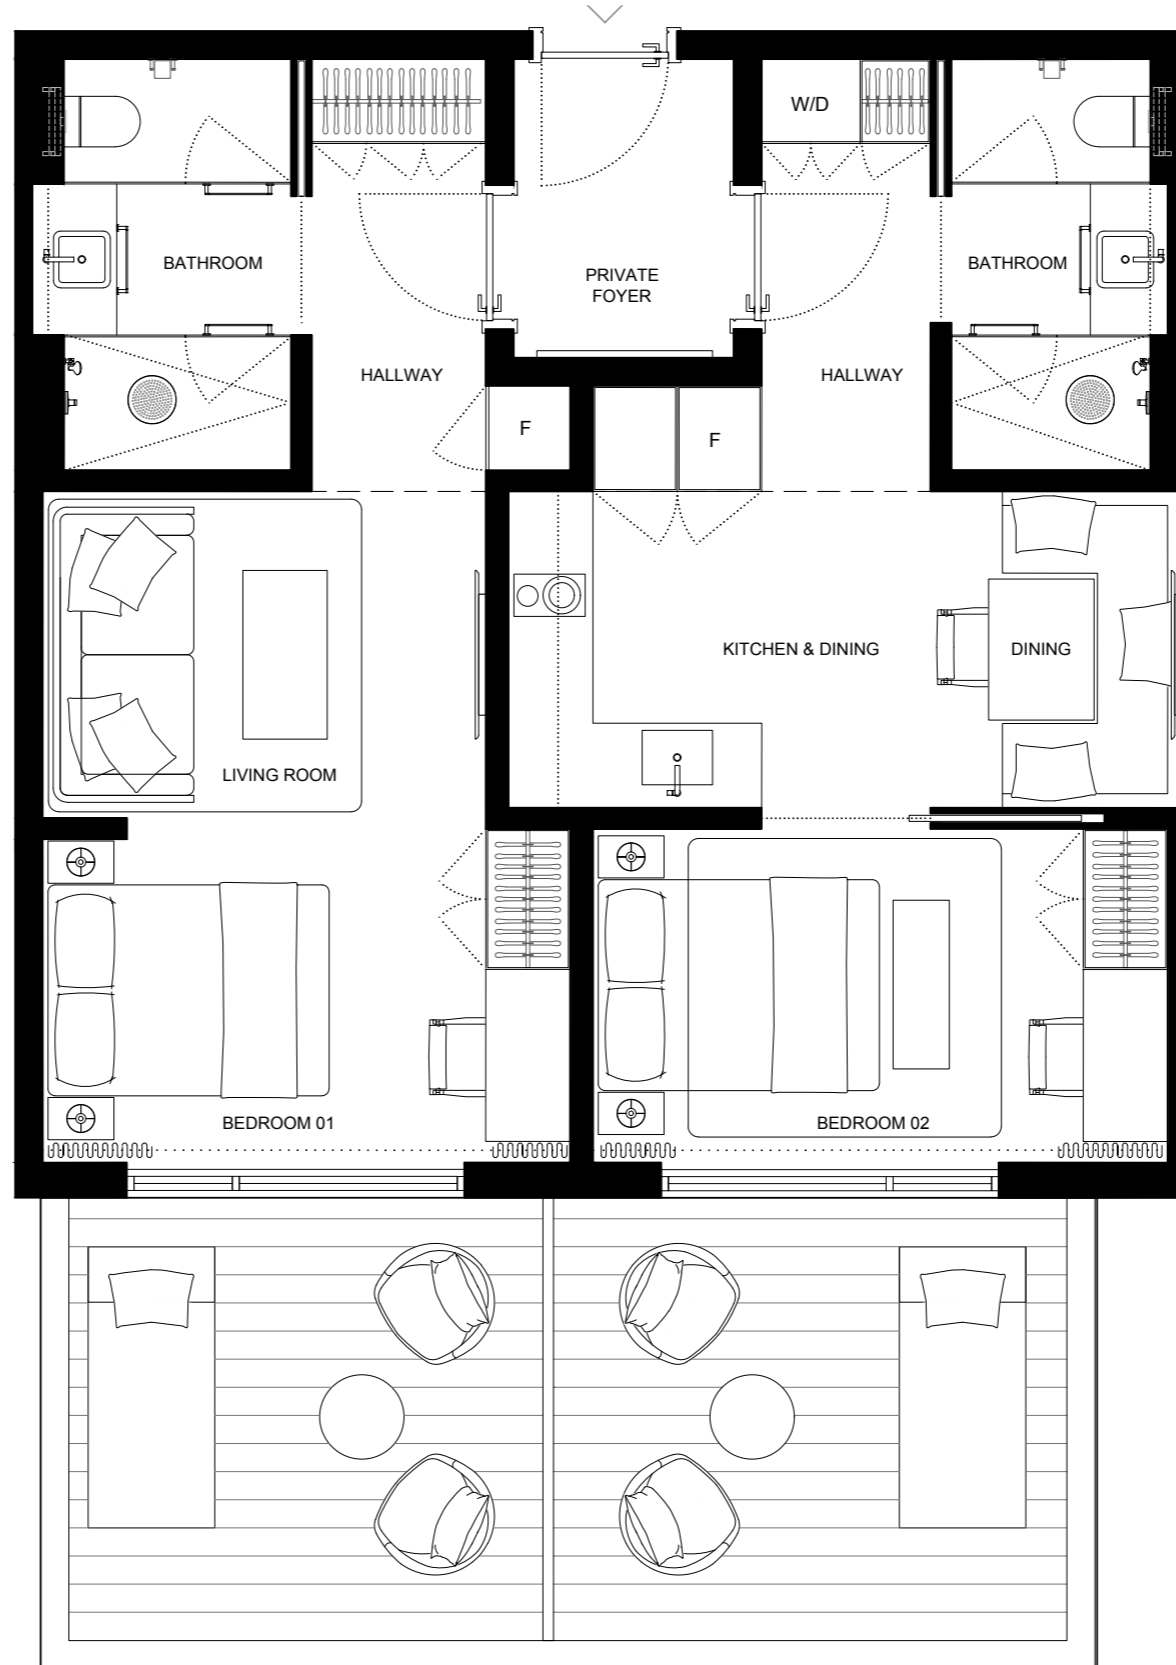 W/D
BATHROOM
PRIVATE
FOYER
BATHROOM
HALLWAY
HALLWAY
F
F
KITCHEN & DINING
DINING
LIVING ROOM
BEDROOM 01
BEDROOM 02